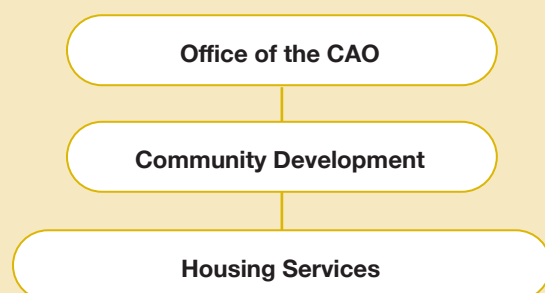 Office of the CAO
Community Development
Housing Services